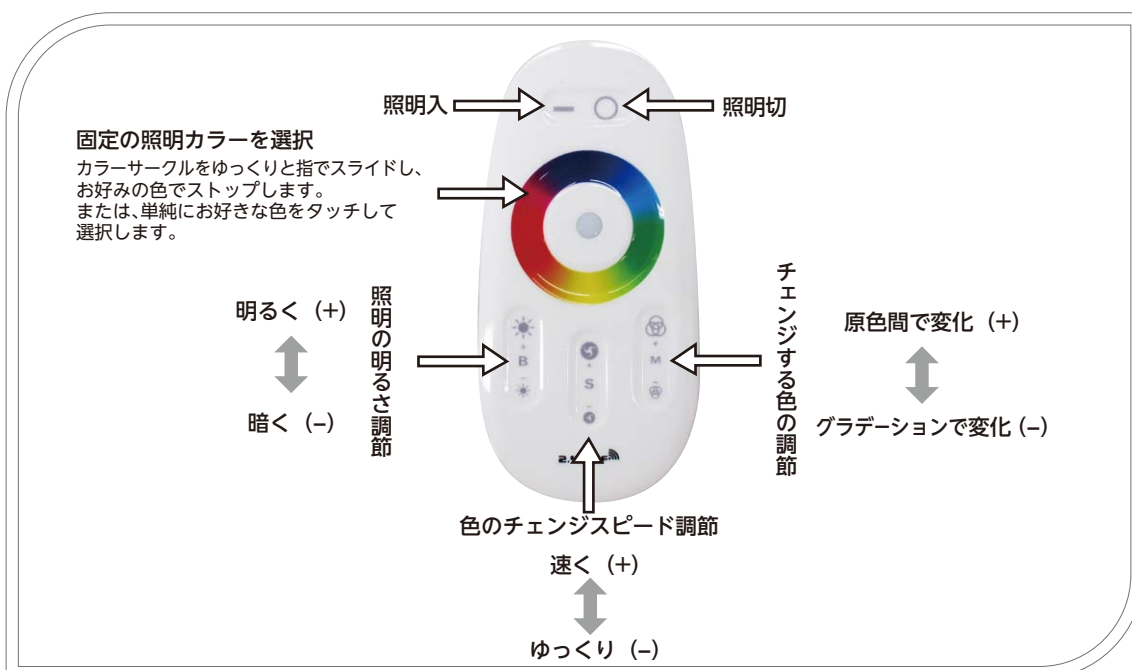 照明入
照明切
固定の照明カラーを選択
カラーサークルをゆっくりと指でスライドし、
お好みの色でストップします。
または、単純にお好きな色をタッチして
選択します。
明るく (+)
暗く (−)
照明の明るさ調節
+
B
−
+
S
−
+
M
−
チェンジする色の調節
原色間で変化 (+)
グラデーションで変化 (−)
色のチェンジスピード調節
速く (+)
ゆっくり (−)